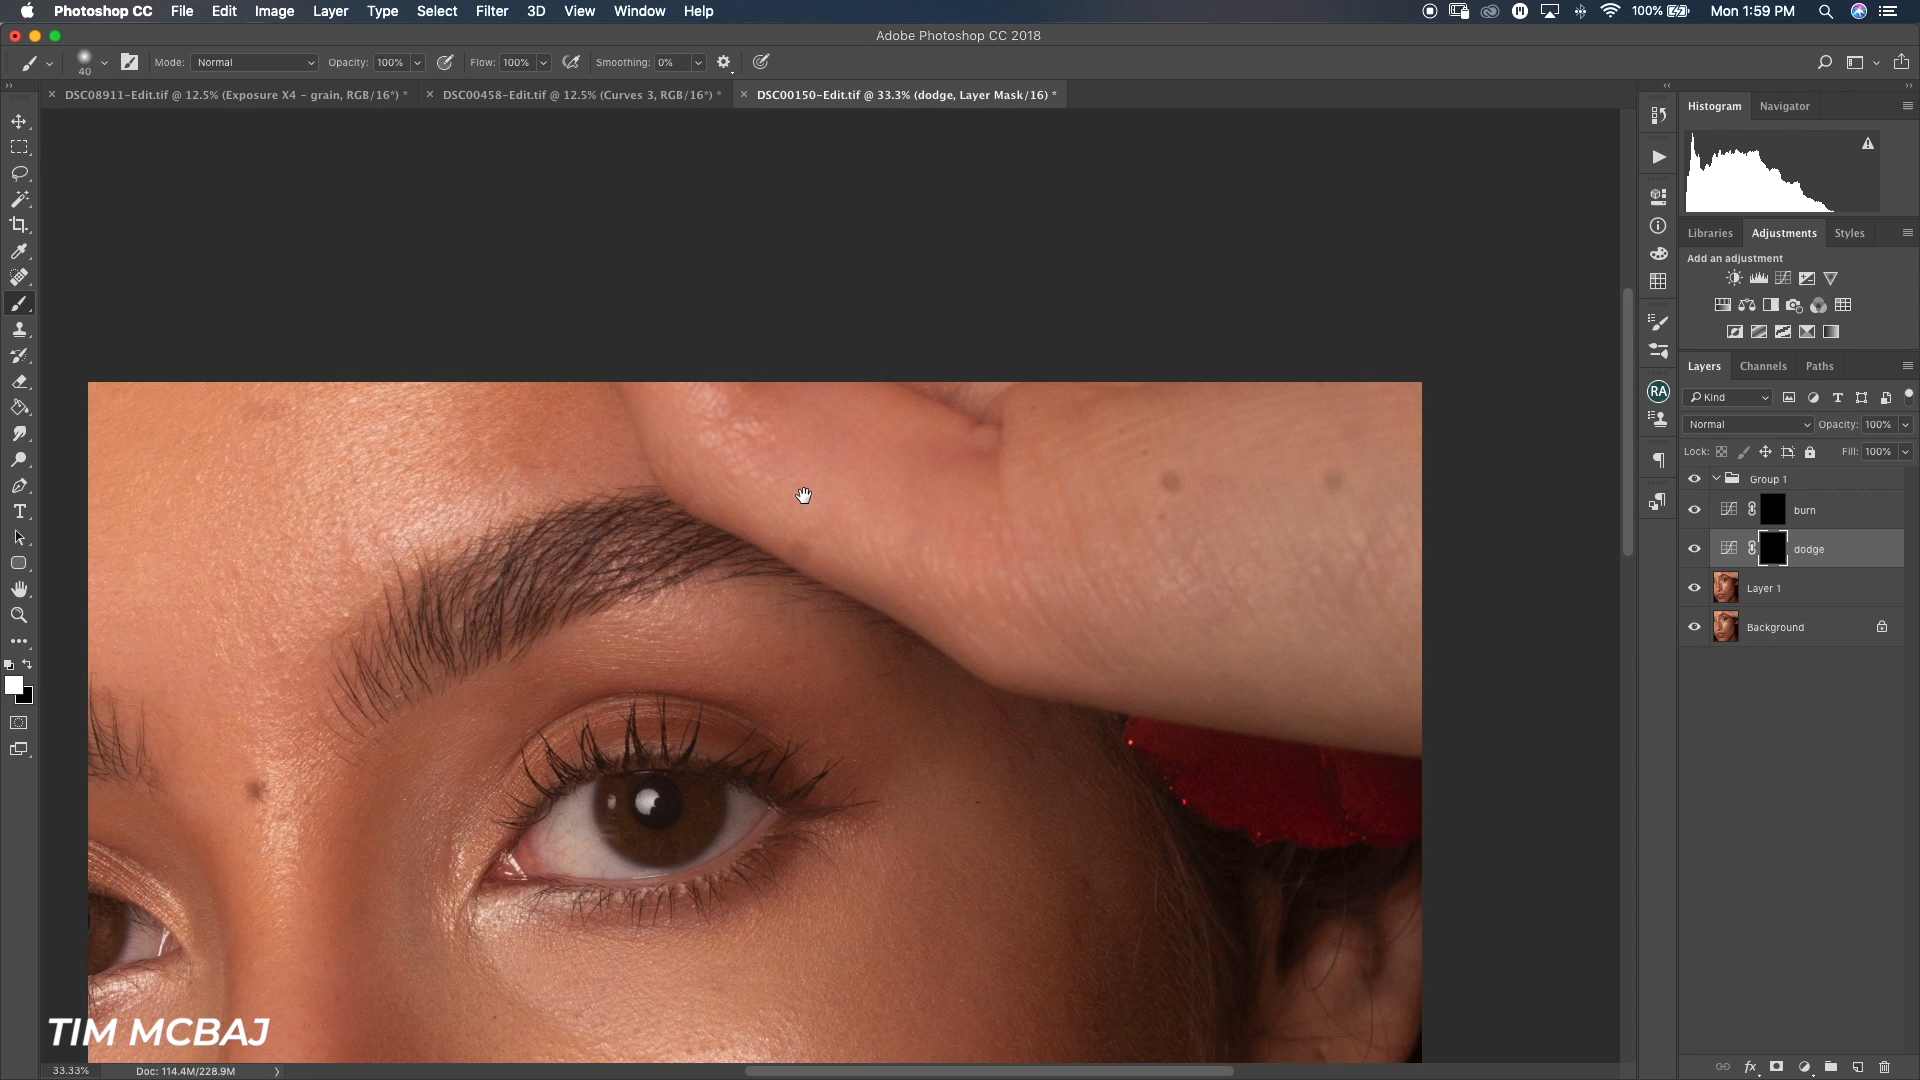 Photoshop CC File Edit Image Layer Type Select Filter 3D View Window Help 100% Mon 1:59 PM
Adobe Photoshop CC 2018
40 Mode: Normal Opacity: 100% Flow: 100% Smoothing: 0%
DSC08911-Edit.tif @ 12.5% (Exposure X4 - grain, RGB/16*) * DSC00458-Edit.tif @ 12.5% (Curves 3, RGB/16*) * DSC00150-Edit.tif @ 33.3% (dodge, Layer Mask/16) *
Histogram Navigator
Libraries Adjustments Styles
Add an adjustment
Layers Channels Paths
RA
Kind
Normal Opacity: 100%
Lock: Fill: 100%
Group 1
burn
dodge
Layer 1
Background
TIM MCBAJ
33.33% Doc: 114.4M/228.9M